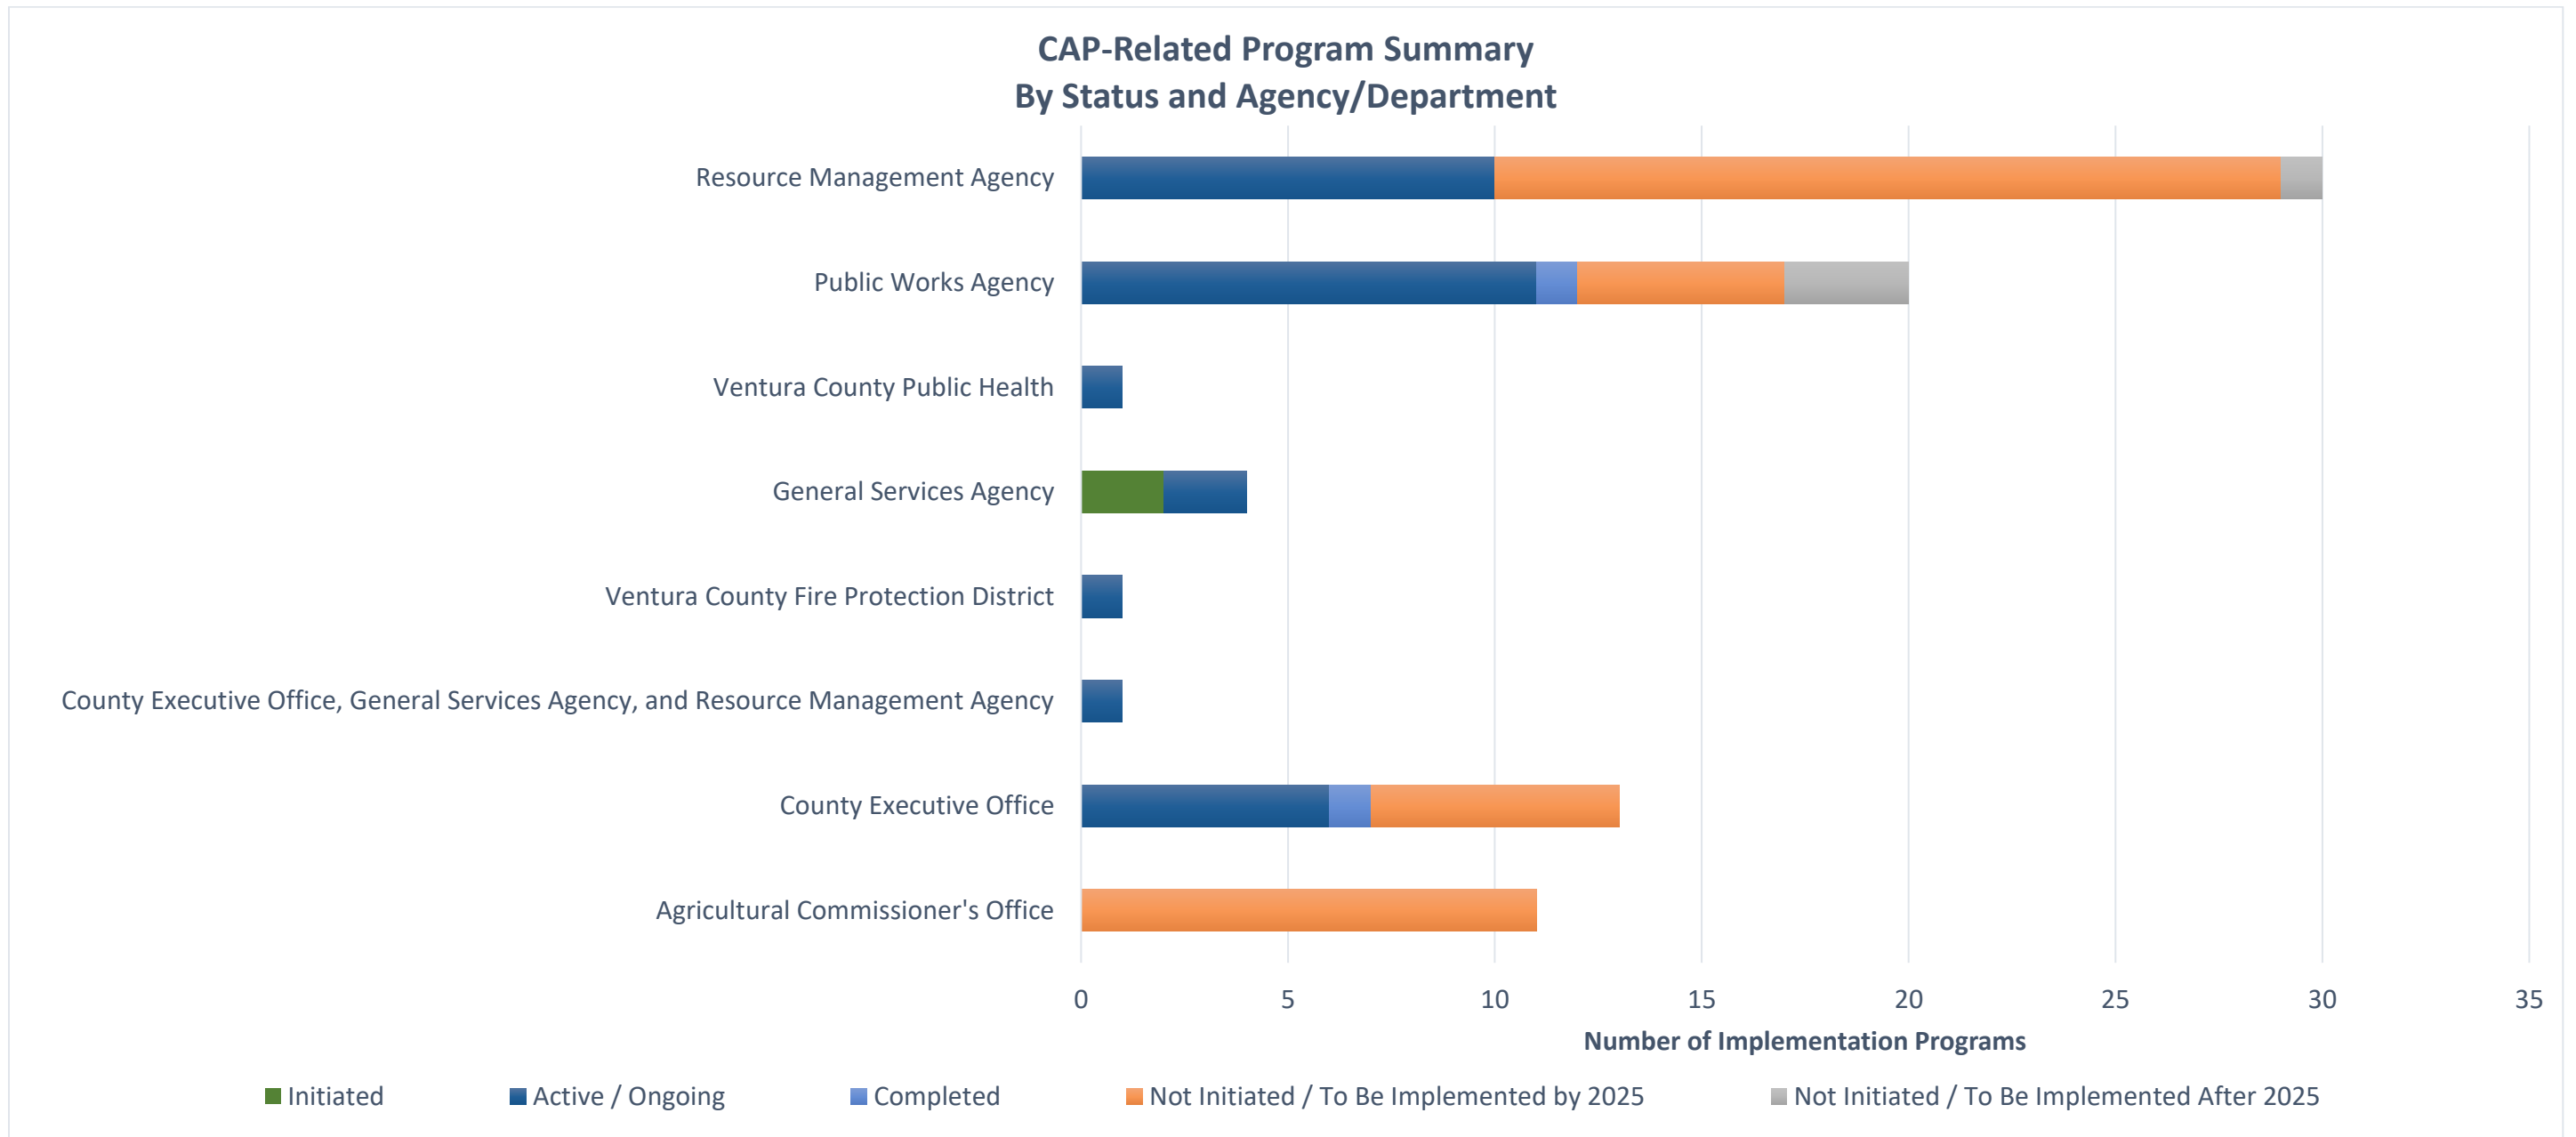 CAP-Related Program Summary
By Status and Agency/Department
Resource Management Agency
Public Works Agency
Ventura County Public Health
General Services Agency
Ventura County Fire Protection District
County Executive Office, General Services Agency, and Resource Management Agency
County Executive Office
Agricultural Commissioner's Office
0 5 10 15 20 25 30 35
Number of Implementation Programs
Initiated Active / Ongoing Completed Not Initiated / To Be Implemented by 2025 Not Initiated / To Be Implemented After 2025